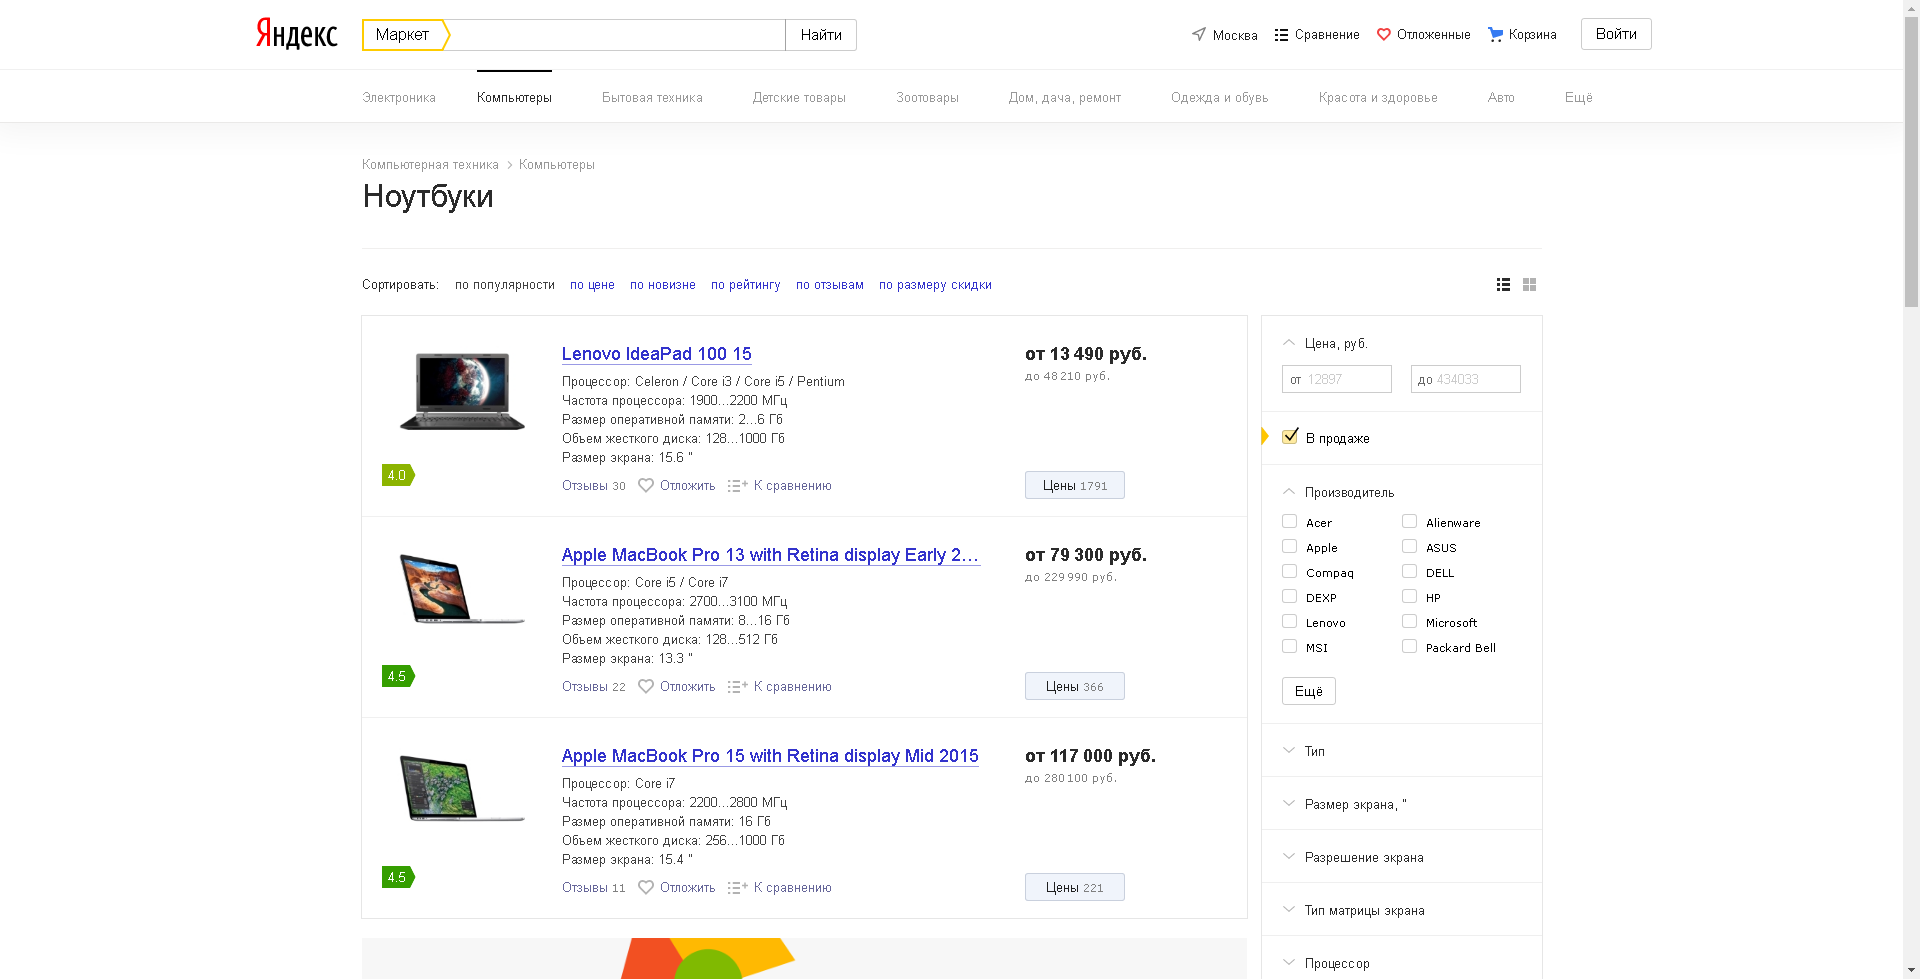 Яндекс Маркет Найти Москва Сравнение Отложенные Корзина Войти
Электроника Компьютеры Бытовая техника Детские товары Зоотовары Дом, дача, ремонт Одежда и обувь Красота и здоровье Авто Ещё
Компьютерная техника > Компьютеры
Ноутбуки
Сортировать: по популярности по цене по новизне по рейтингу по отзывам по размеру скидки
Lenovo IdeaPad 100 15
от 13 490 руб.
до 48 210 руб.
Процессор: Celeron / Core i3 / Core i5 / Pentium
Частота процессора: 1900...2200 МГц
Размер оперативной памяти: 2...6 Гб
Объем жесткого диска: 128...1000 Гб
Размер экрана: 15.6 "
4.0
Отзывы 30 Отложить К сравнению
Цены 1791
Apple MacBook Pro 13 with Retina display Early 2...
от 79 300 руб.
до 229 990 руб.
Процессор: Core i5 / Core i7
Частота процессора: 2700...3100 МГц
Размер оперативной памяти: 8...16 Гб
Объем жесткого диска: 128...512 Гб
Размер экрана: 13.3 "
4.5
Отзывы 22 Отложить К сравнению
Цены 366
Apple MacBook Pro 15 with Retina display Mid 2015
от 117 000 руб.
до 280 100 руб.
Процессор: Core i7
Частота процессора: 2200...2800 МГц
Размер оперативной памяти: 16 Гб
Объем жесткого диска: 256...1000 Гб
Размер экрана: 15.4 "
4.5
Отзывы 11 Отложить К сравнению
Цены 221
Цена, руб.
от 12897 до 434033
В продаже
Производитель
Acer Alienware
Apple ASUS
Compaq DELL
DEXP HP
Lenovo Microsoft
MSI Packard Bell
Ещё
Тип
Размер экрана, "
Разрешение экрана
Тип матрицы экрана
Процессор